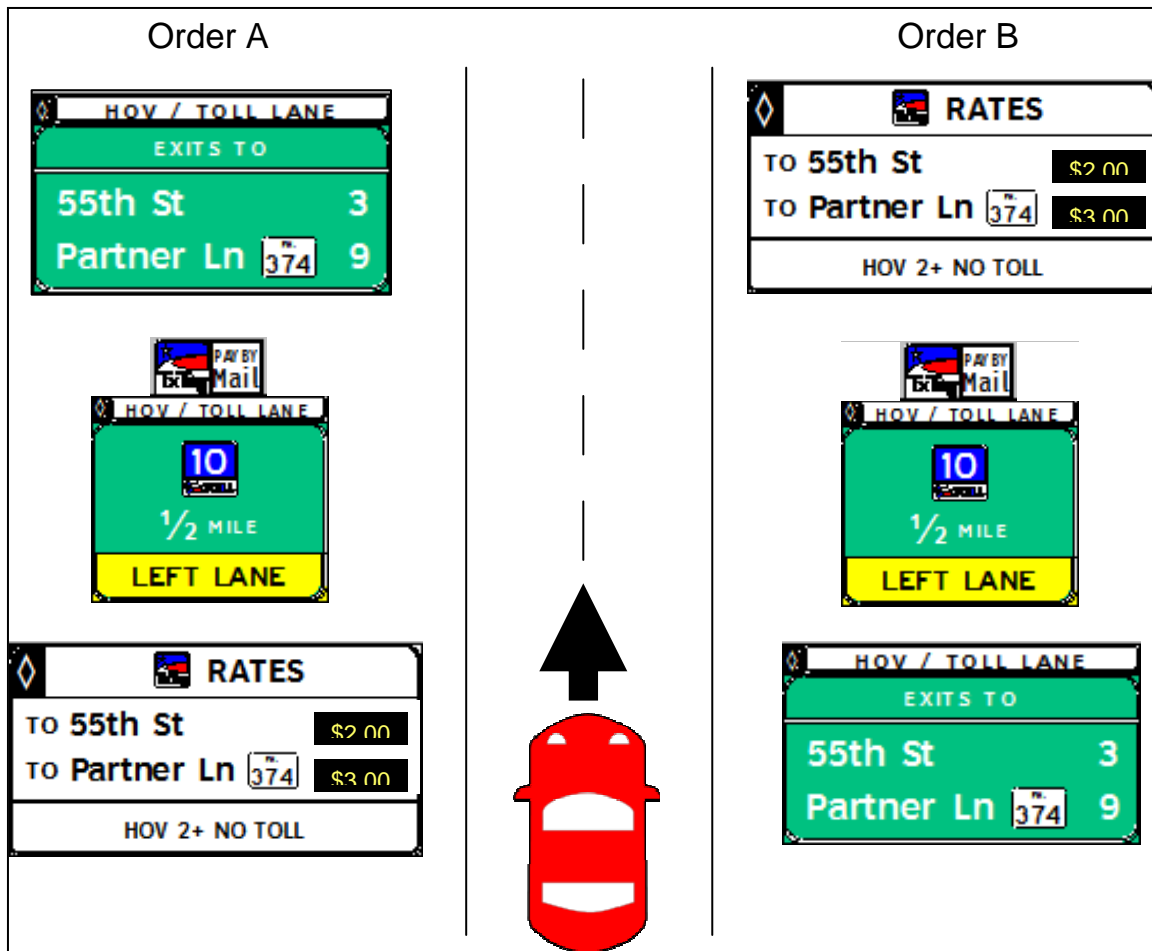 Order A
HOV / TOLL LANE
EXITS TO
55th St 3
Partner Ln 374 9
PAY BY
Mail
HOV / TOLL LANE
10
1/2 MILE
LEFT LANE
RATES
TO 55th St $2.00
TO Partner Ln 374 $3.00
HOV 2+ NO TOLL
Order B
RATES
TO 55th St $2.00
TO Partner Ln 374 $3.00
HOV 2+ NO TOLL
PAY BY
Mail
HOV / TOLL LANE
10
1/2 MILE
LEFT LANE
HOV / TOLL LANE
EXITS TO
55th St 3
Partner Ln 374 9